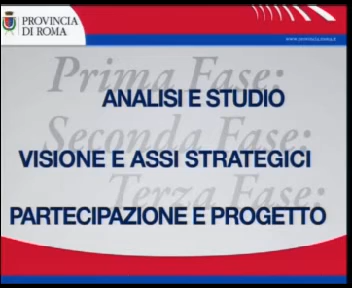 PROVINCIA
DI ROMA
www.provincia.roma.it
Prima Fase:
ANALISI E STUDIO
Seconda Fase:
VISIONE E ASSI STRATEGICI
Terza Fase:
PARTECIPAZIONE E PROGETTO